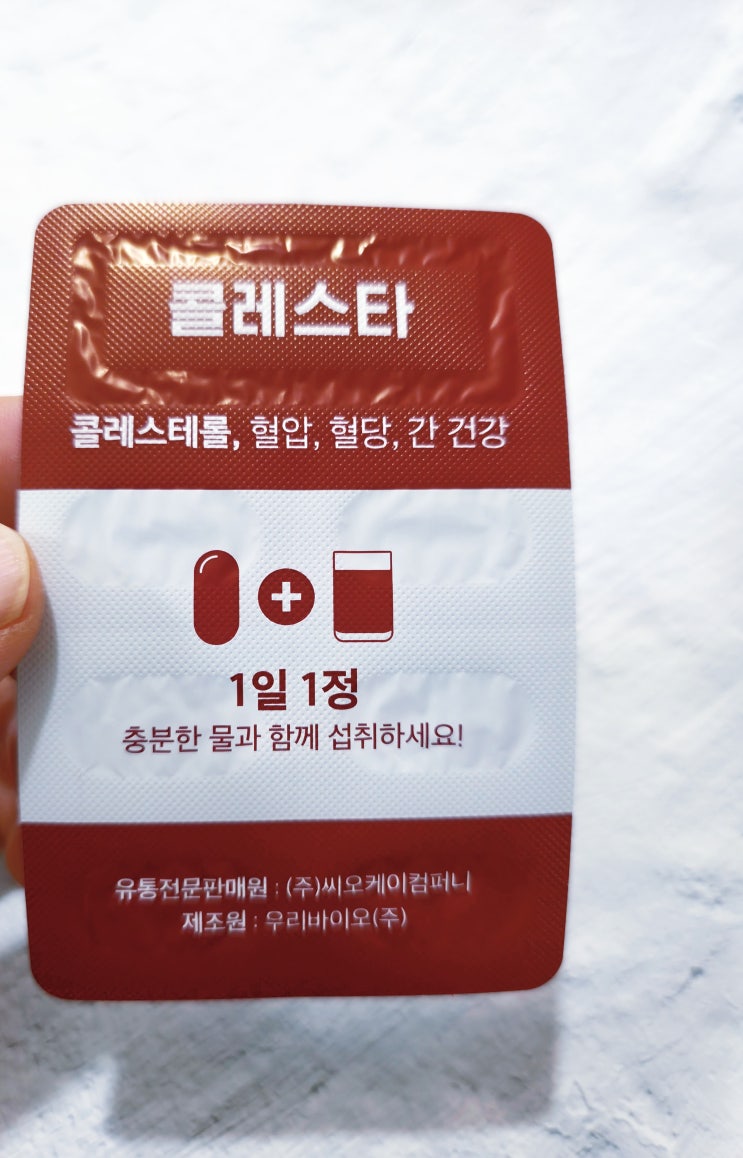 콜레스타
콜레스테롤, 혈압, 혈당, 간 건강
1일 1정
충분한 물과 함께 섭취하세요!
유통전문판매원 : (주)씨오케이컴퍼니
제조원 : 우리바이오(주)